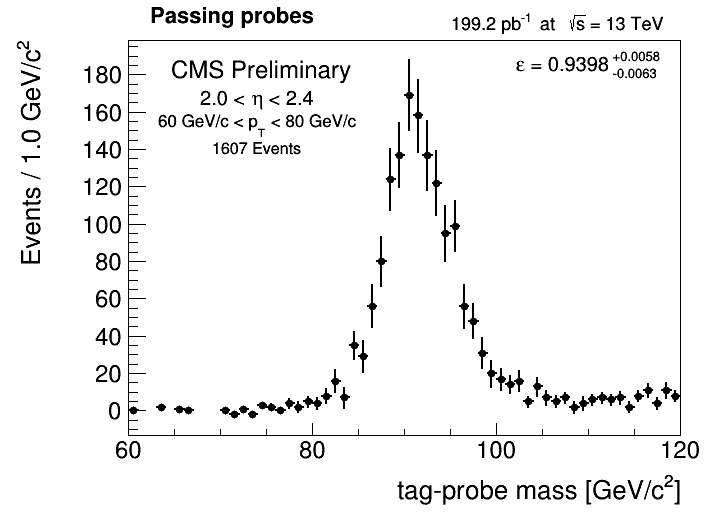 Passing probes
199.2 pb⁻¹ at √s = 13 TeV
CMS Preliminary
2.0 < η < 2.4
60 GeV/c < p_T < 80 GeV/c
1607 Events
ε = 0.9398 +0.0058 -0.0063
Events / 1.0 GeV/c²
180
160
140
120
100
80
60
40
20
0
60 80 100 120
tag-probe mass [GeV/c²]